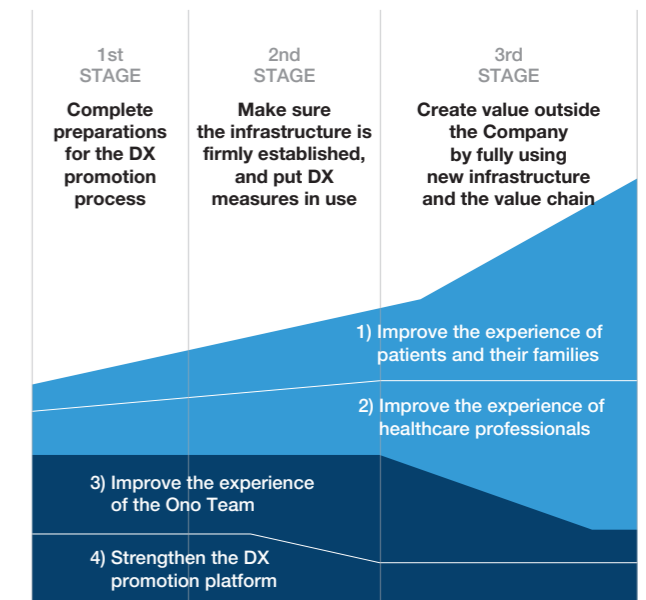 1st
STAGE
Complete
preparations
for the DX
promotion
process
2nd
STAGE
Make sure
the infrastructure is
firmly established,
and put DX
measures in use
3rd
STAGE
Create value outside
the Company
by fully using
new infrastructure
and the value chain
1) Improve the experience of
patients and their families
2) Improve the experience of
healthcare professionals
3) Improve the experience
of the Ono Team
4) Strengthen the DX
promotion platform